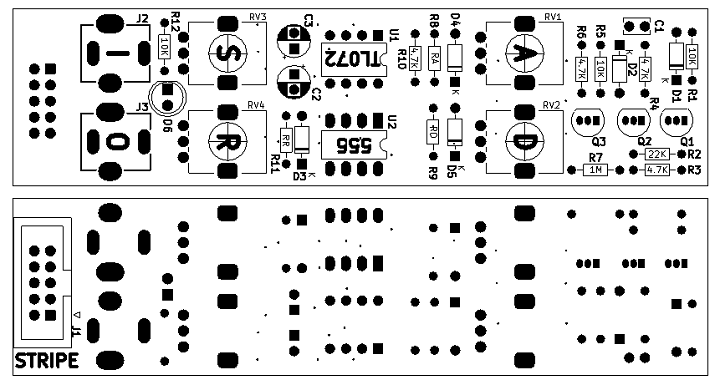 J2
R12
10K
I
RV3
S
C3
C2
U1
TL072
R10
4.7K
R8
RA
D4
K
RV1
A
R6
4.7K
R5
10K
D2
K
4.7K
R4
C1
D1
K
10K
R1
J3
O
D6
RV4
R
RR
R11
D3
K
U2
556
RD
R9
D5
K
RV2
D
Q3
Q2
Q1
R7
1M
22K
R2
4.7K
R3
J1
STRIPE